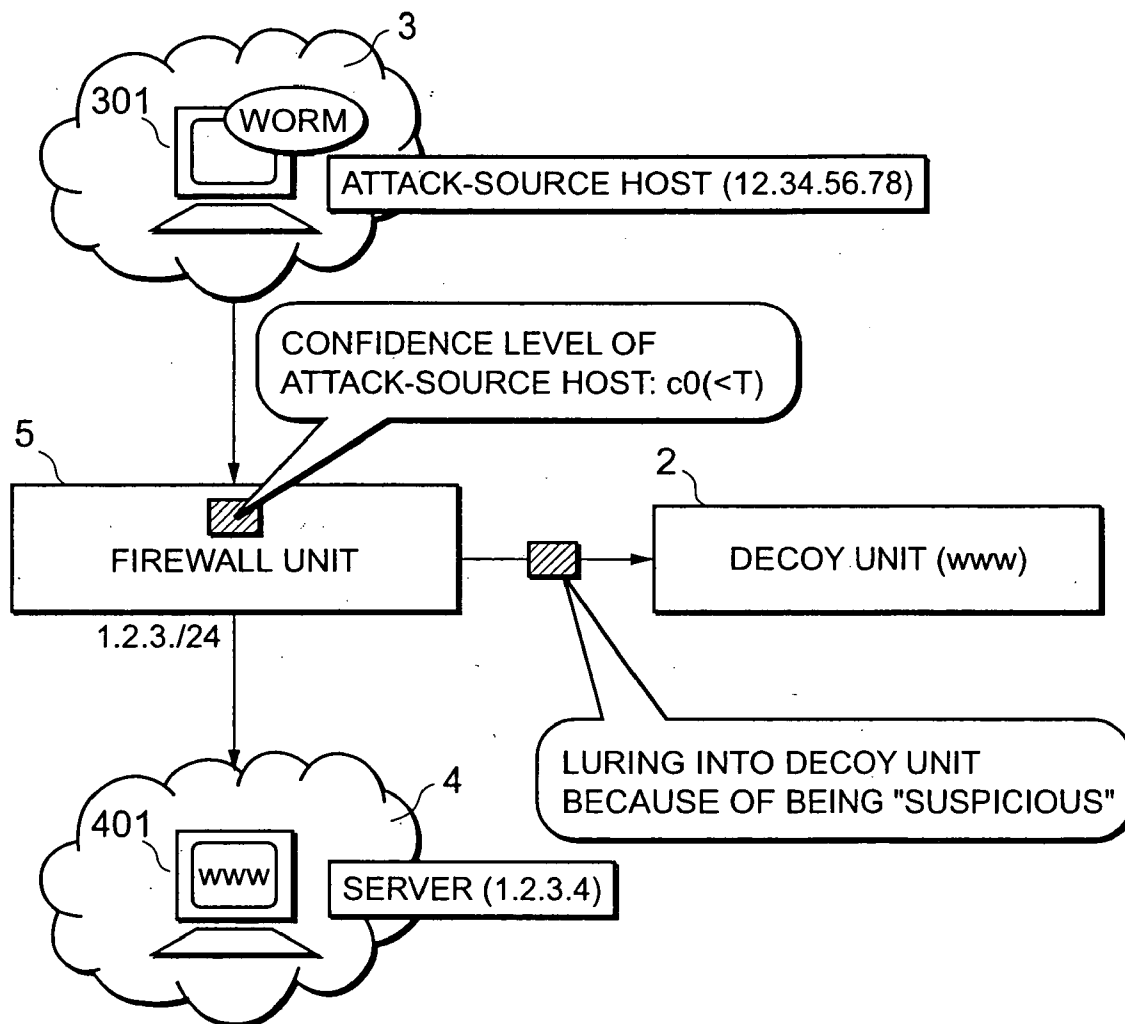 3
301
WORM
ATTACK-SOURCE HOST (12.34.56.78)
CONFIDENCE LEVEL OF
ATTACK-SOURCE HOST: c0(<T)
5
2
FIREWALL UNIT
DECOY UNIT (www)
1.2.3./24
LURING INTO DECOY UNIT
BECAUSE OF BEING "SUSPICIOUS"
4
401
www
SERVER (1.2.3.4)